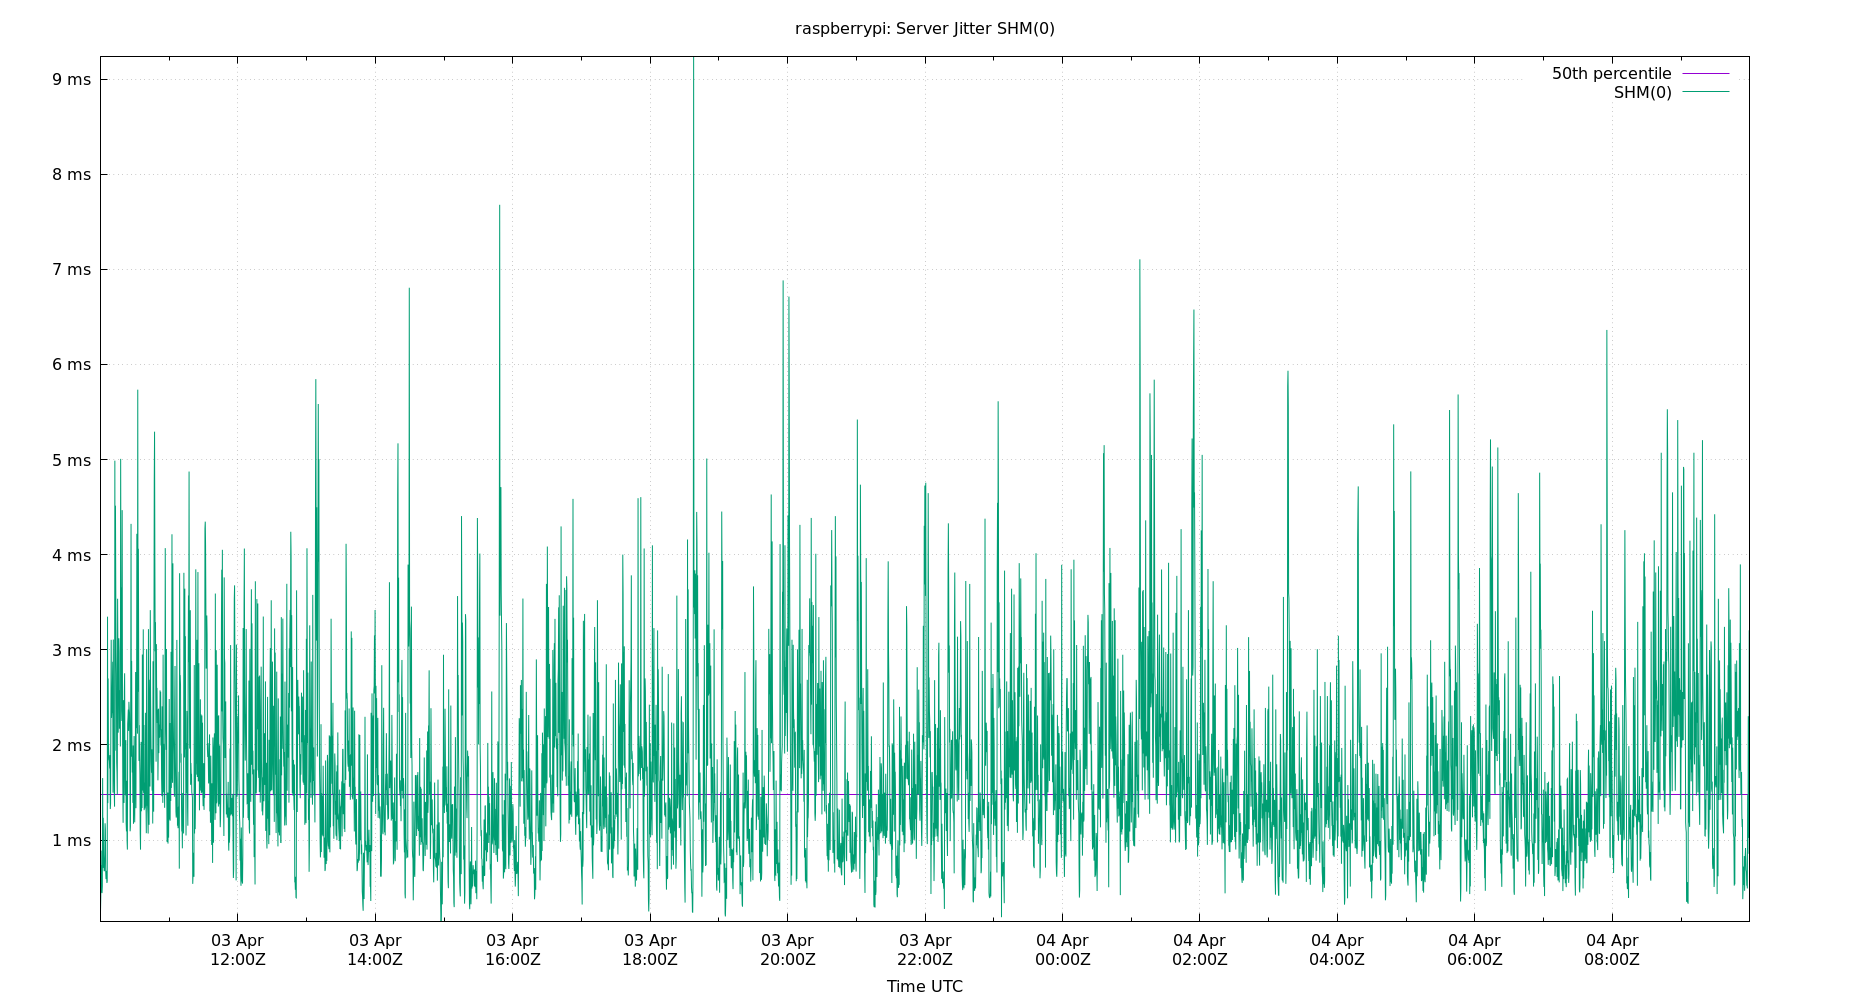 raspberrypi: Server Jitter SHM(0)
50th percentile
SHM(0)
9 ms
8 ms
7 ms
6 ms
5 ms
4 ms
3 ms
2 ms
1 ms
03 Apr 03 Apr 03 Apr 03 Apr 03 Apr 03 Apr 04 Apr 04 Apr 04 Apr 04 Apr 04 Apr
12:00Z 14:00Z 16:00Z 18:00Z 20:00Z 22:00Z 00:00Z 02:00Z 04:00Z 06:00Z 08:00Z
Time UTC